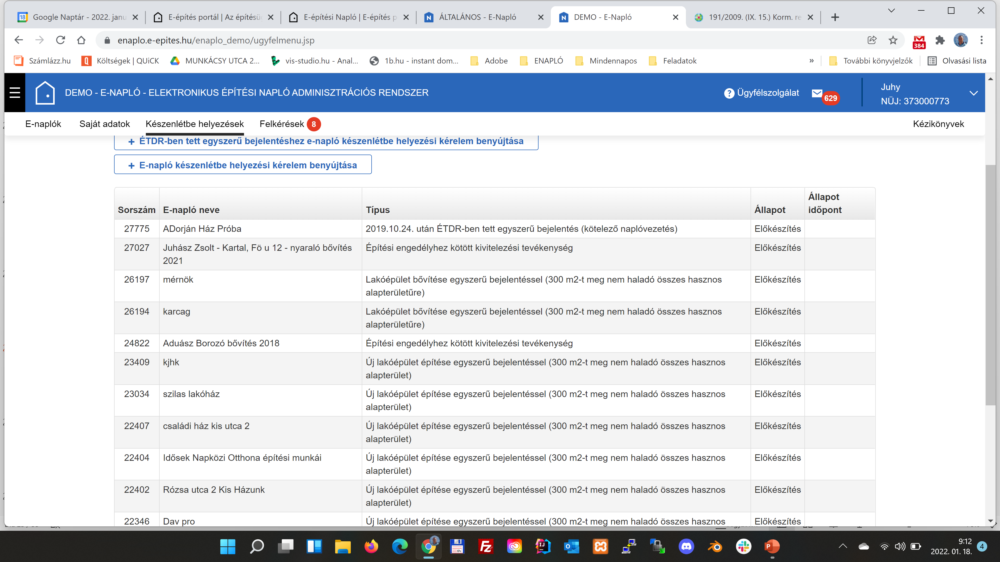 18 Google Naptár - 2022. janu
E-építés portál | Az építésüg
E-építési Napló | E-építés p
ÁLTALÁNOS - E-Napló
DEMO - E-Napló
191/2009. (IX. 15.) Korm. re
enaplo.e-epites.hu/enaplo_demo/ugyfelmenu.jsp
384
Számlázz.hu
Költségek | QUiCK
MUNKÁCSY UTCA 2...
vis-studio.hu - Anal...
1b.hu - instant dom...
Adobe
ENAPLÓ
Mindennapos
Feladatok
»
További könyvjelzők
Olvasási lista
DEMO - E-NAPLÓ - ELEKTRONIKUS ÉPÍTÉSI NAPLÓ ADMINISZTRÁCIÓS RENDSZER
? Ügyfélszolgálat
629
Juhy
NÜJ: 373000773
E-naplók
Saját adatok
Készenlétbe helyezések
Felkérések 8
Kézikönyvek
+ ÉTDR-ben tett egyszerű bejelentéshez e-napló készenlétbe helyezési kérelem benyújtása
+ E-napló készenlétbe helyezési kérelem benyújtása
Sorszám E-napló neve Típus Állapot Állapot
időpont
27775 ADorján Ház Próba 2019.10.24. után ÉTDR-ben tett egyszerű bejelentés (kötelező naplóvezetés) Előkészítés
27027 Juhász Zsolt - Kartal, Fö u 12 - nyaraló bővítés Építési engedélyhez kötött kivitelezési tevékenység Előkészítés
2021
26197 mérnök Lakóépület bővítése egyszerű bejelentéssel (300 m2-t meg nem haladó összes hasznos Előkészítés
alapterületűre)
26194 karcag Lakóépület bővítése egyszerű bejelentéssel (300 m2-t meg nem haladó összes hasznos Előkészítés
alapterületűre)
24822 Aduász Borozó bővítés 2018 Építési engedélyhez kötött kivitelezési tevékenység Előkészítés
23409 kjhk Új lakóépület építése egyszerű bejelentéssel (300 m2-t meg nem haladó összes hasznos Előkészítés
alapterület)
23034 szilas lakóház Új lakóépület építése egyszerű bejelentéssel (300 m2-t meg nem haladó összes hasznos Előkészítés
alapterület)
22407 családi ház kis utca 2 Új lakóépület építése egyszerű bejelentéssel (300 m2-t meg nem haladó összes hasznos Előkészítés
alapterület)
22404 Idősek Napközi Otthona építési munkái Új lakóépület építése egyszerű bejelentéssel (300 m2-t meg nem haladó összes hasznos Előkészítés
alapterület)
22402 Rózsa utca 2 Kis Házunk Új lakóépület építése egyszerű bejelentéssel (300 m2-t meg nem haladó összes hasznos Előkészítés
alapterület)
22346 Dav pro Új lakóépület építése egyszerű bejelentéssel (300 m2-t meg nem haladó összes hasznos Előkészítés
9:12
2022. 01. 18.
4